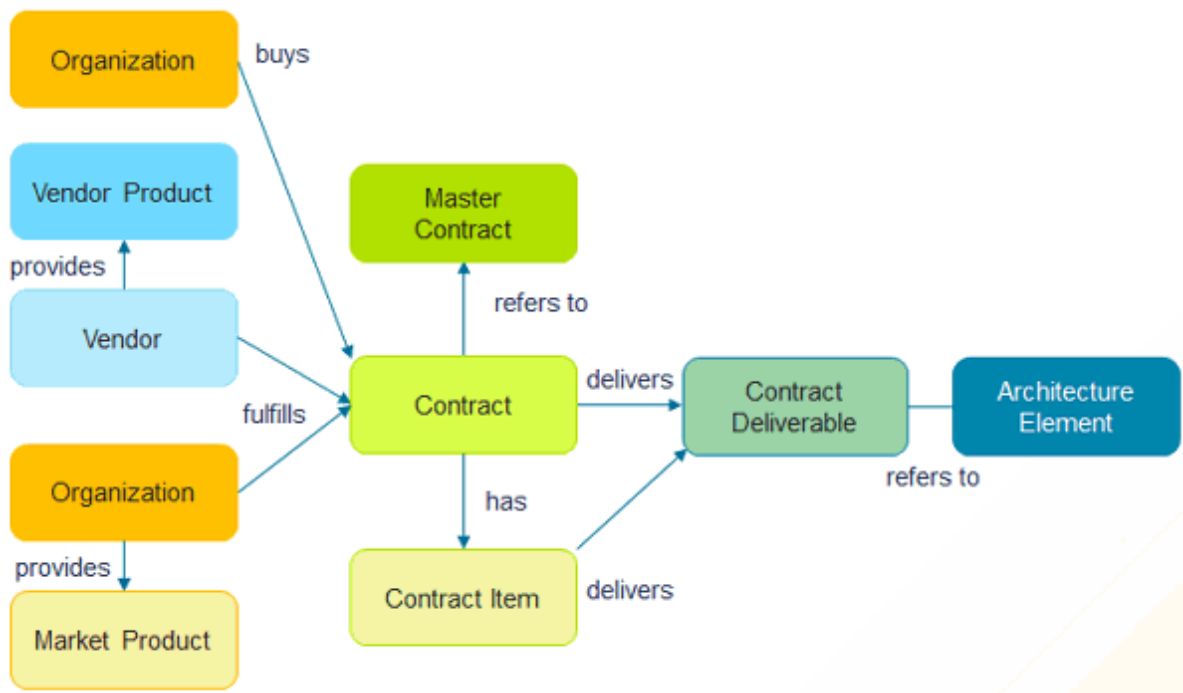 Organization
buys
Vendor Product
Master
Contract
provides
refers to
Vendor
delivers
Contract
Contract
Deliverable
Architecture
Element
fulfills
refers to
Organization
has
provides
Contract Item
delivers
Market Product